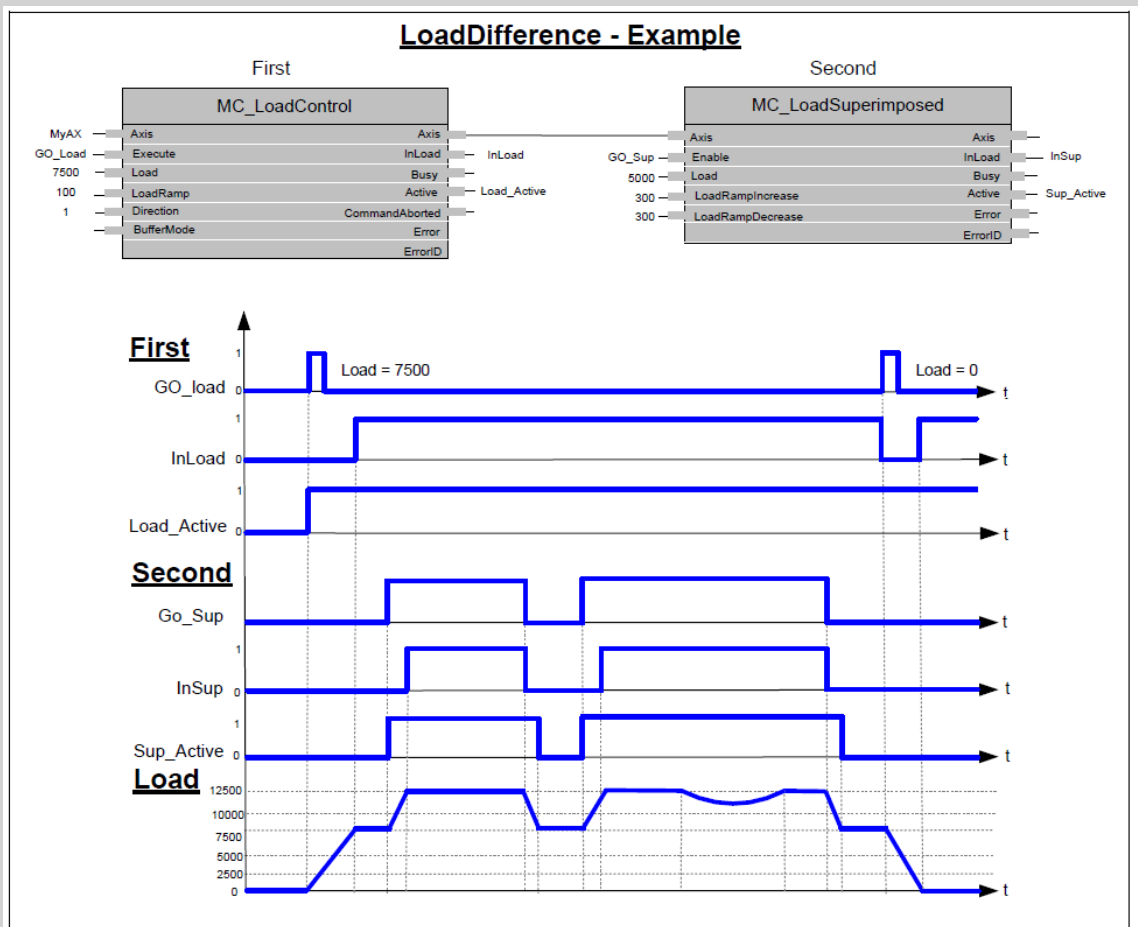 LoadDifference - Example
First
Second
MC_LoadControl
MyAX Axis Axis
GO_Load Execute InLoad InLoad
7500 Load Busy
100 LoadRamp Active Load_Active
1 Direction CommandAborted
BufferMode Error
ErrorID
MC_LoadSuperimposed
Axis Axis
GO_Sup Enable InLoad InSup
5000 Load Busy
300 LoadRampIncrease Active Sup_Active
300 LoadRampDecrease Error
ErrorID
First
1
Load = 7500 Load = 0
GO_load 0 t
1
InLoad 0 t
1
Load_Active 0 t
Second
Go_Sup t
1
InSup 0 t
1
Sup_Active 0 t
Load
12500
10000
7500
5000
2500
0 t